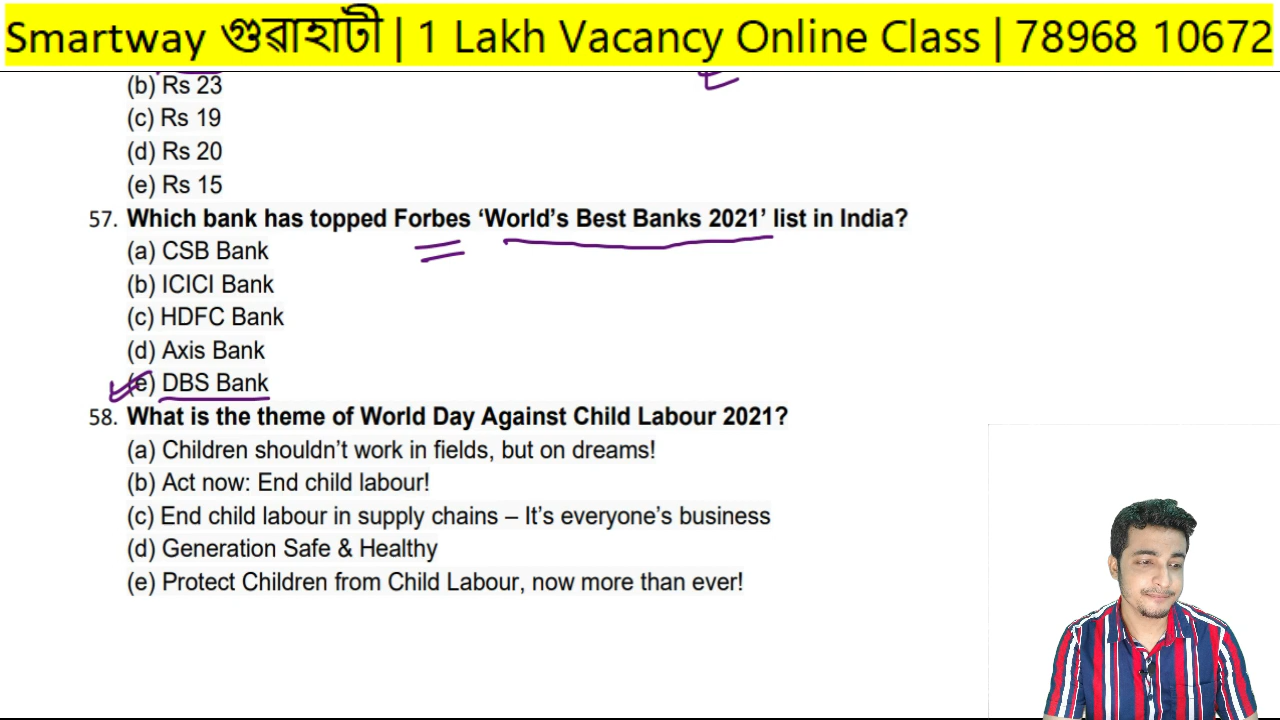 Smartway গুৱাহাটী | 1 Lakh Vacancy Online Class | 78968 10672
(b) Rs 23
(c) Rs 19
(d) Rs 20
(e) Rs 15
57. Which bank has topped Forbes ‘World’s Best Banks 2021’ list in India?
(a) CSB Bank
(b) ICICI Bank
(c) HDFC Bank
(d) Axis Bank
(e) DBS Bank
58. What is the theme of World Day Against Child Labour 2021?
(a) Children shouldn’t work in fields, but on dreams!
(b) Act now: End child labour!
(c) End child labour in supply chains – It’s everyone’s business
(d) Generation Safe & Healthy
(e) Protect Children from Child Labour, now more than ever!